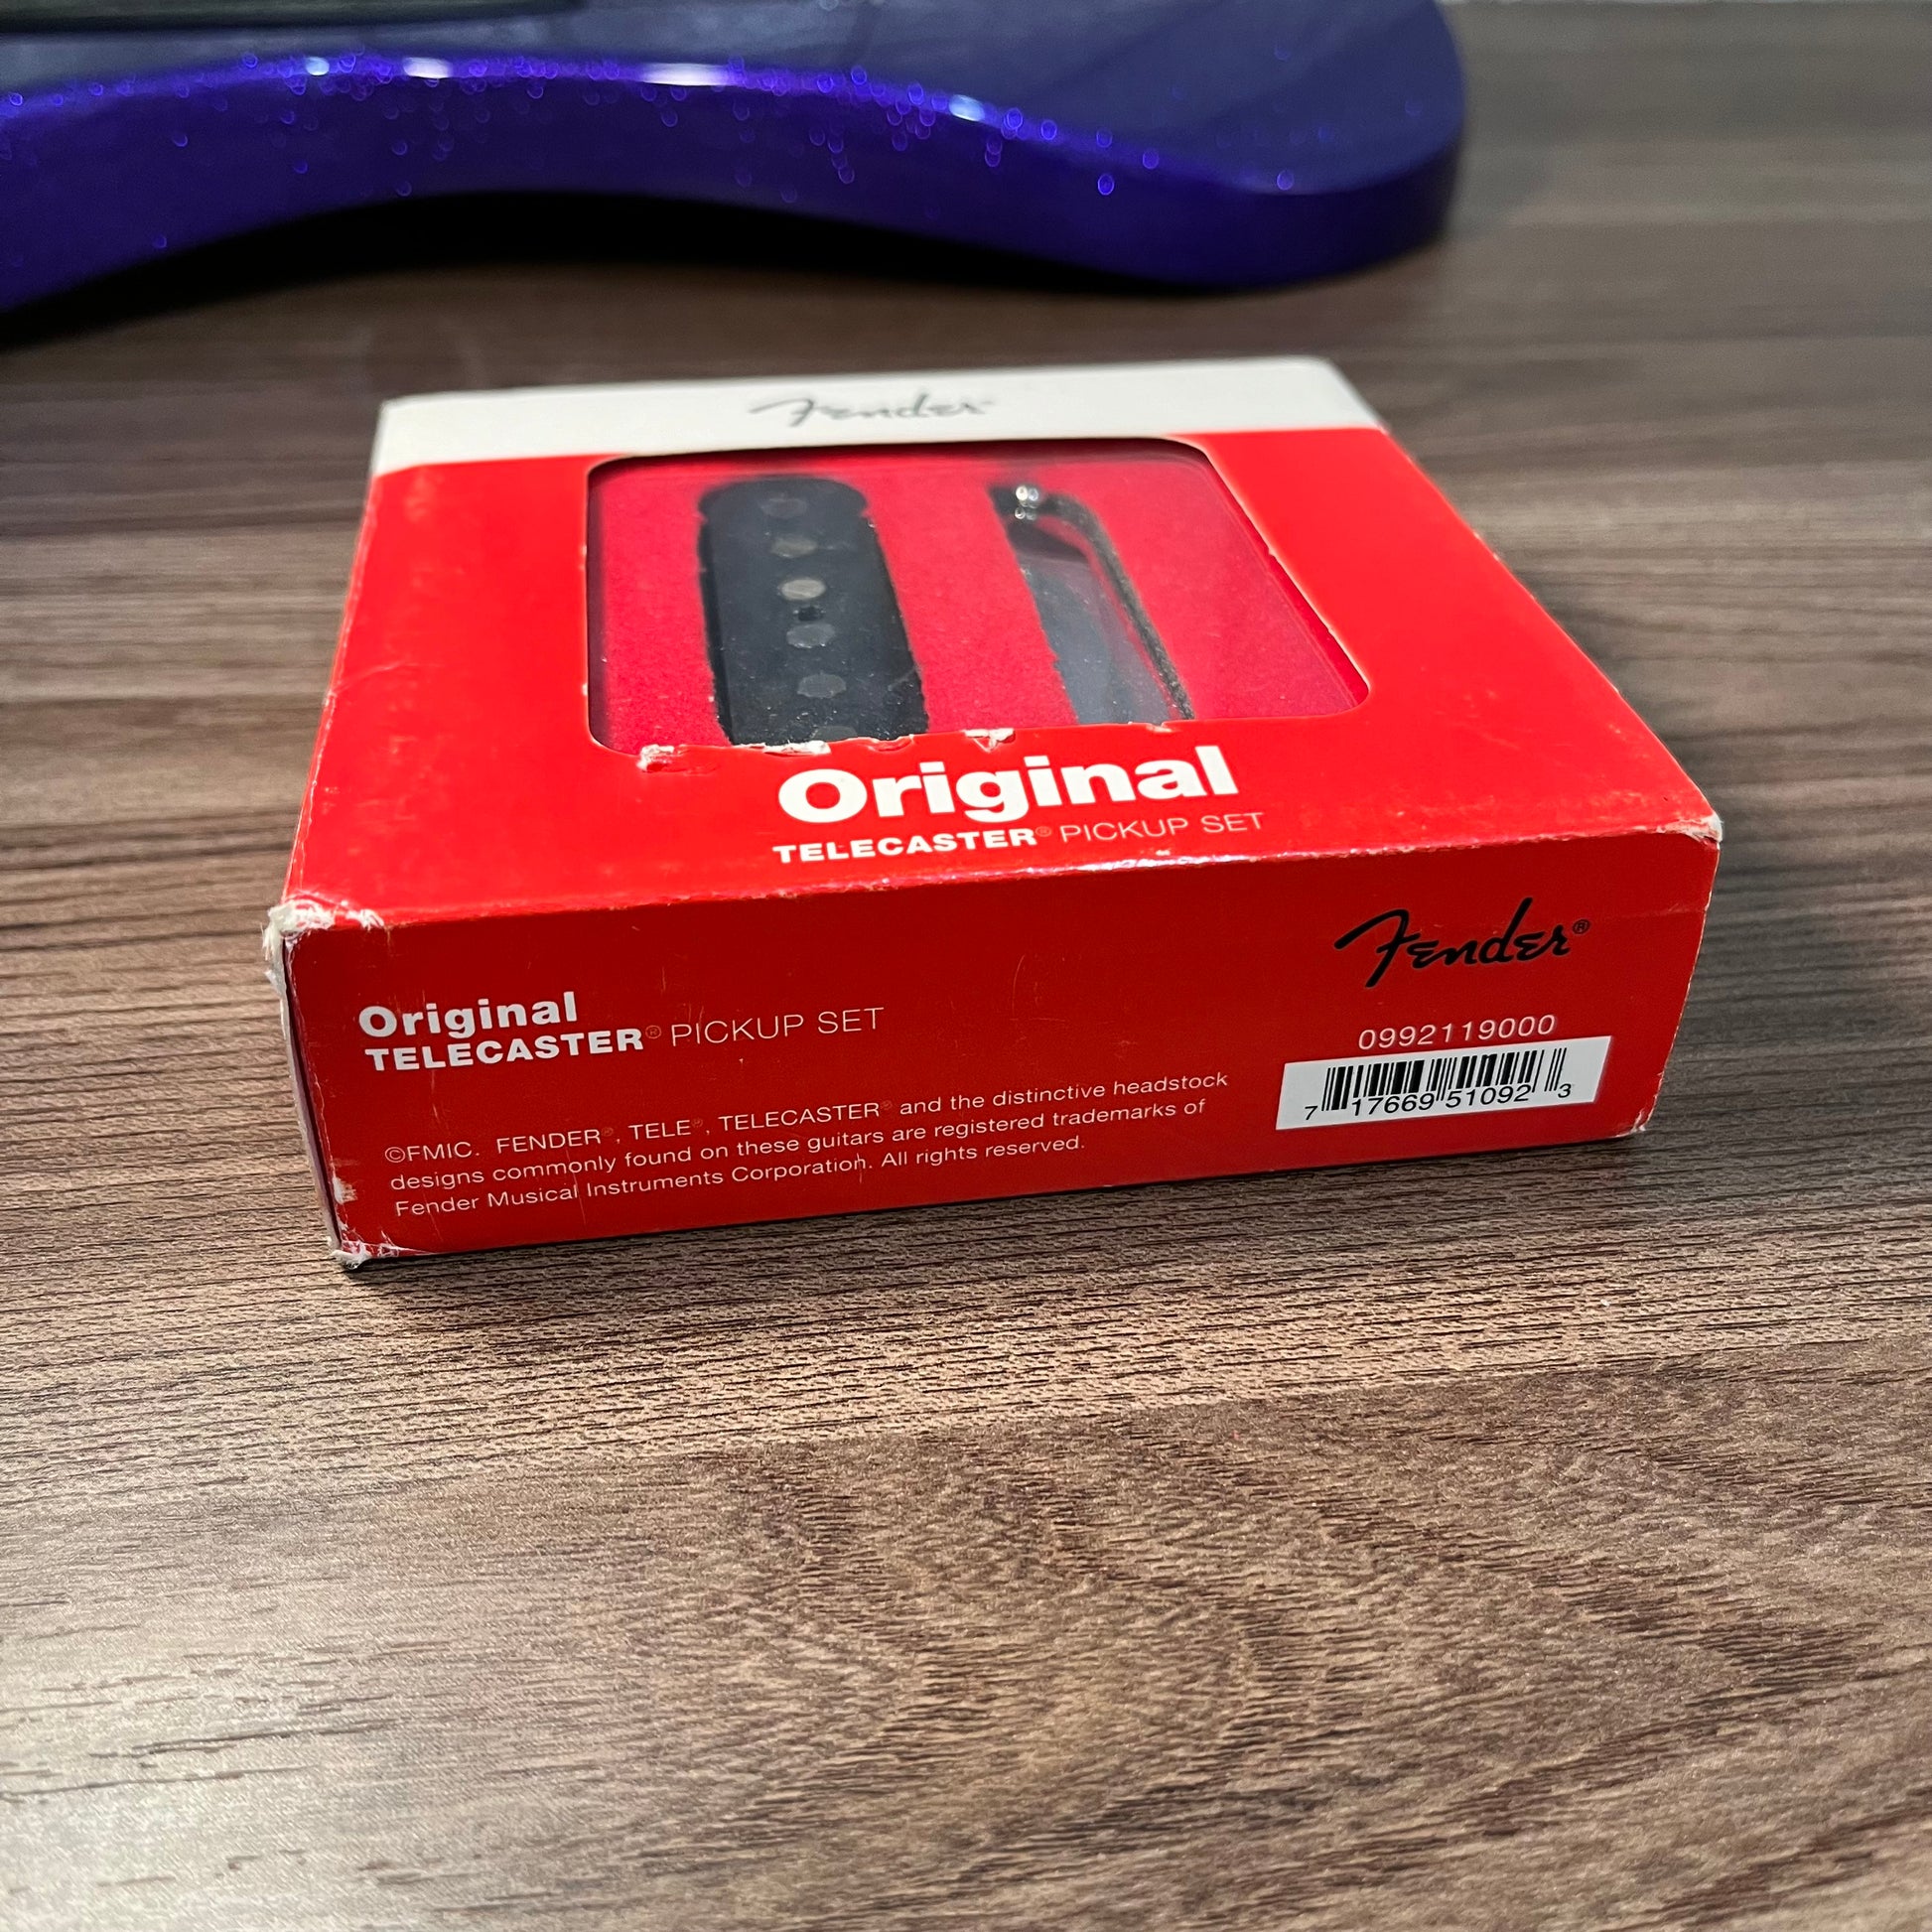 Fender
Original
TELECASTER® PICKUP SET
Original
TELECASTER® PICKUP SET
©FMIC. FENDER®, TELE®, TELECASTER® and the distinctive headstock
designs commonly found on these guitars are registered trademarks of
Fender Musical Instruments Corporation. All rights reserved.
Fender®
0992119000
7 17669 51092 3